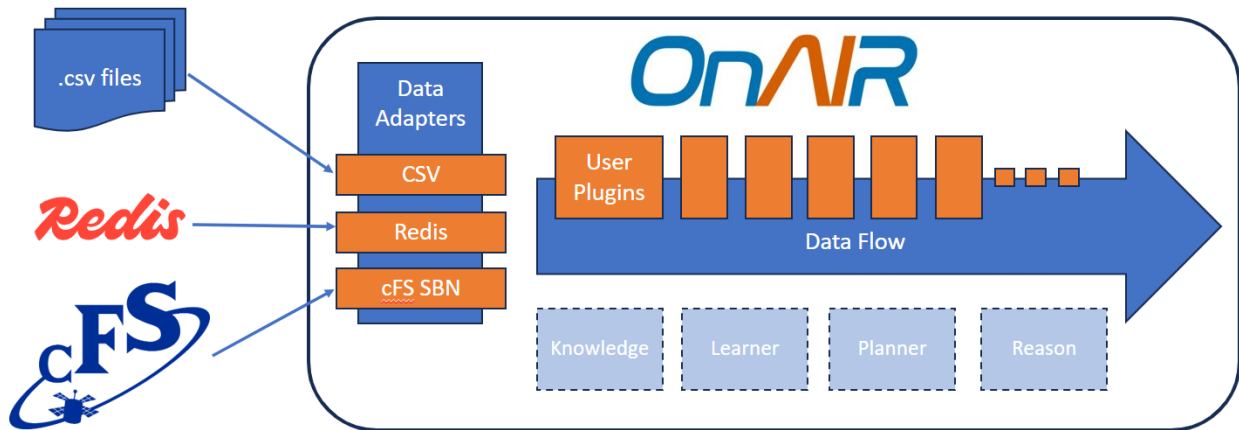 .csv files
Redis
cFS
Data
Adapters
CSV
Redis
cFS SBN
OnAIR
User
Plugins
Data Flow
Knowledge
Learner
Planner
Reason